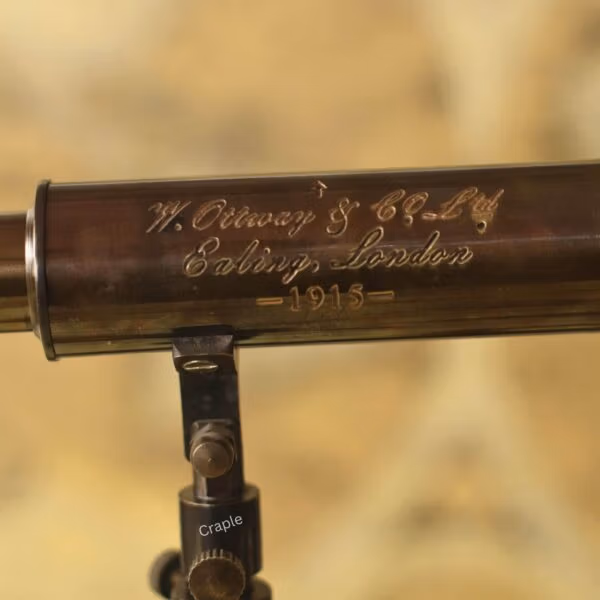 W. Ottway & Co. Ltd
Ealing, London
-1915-
Craple